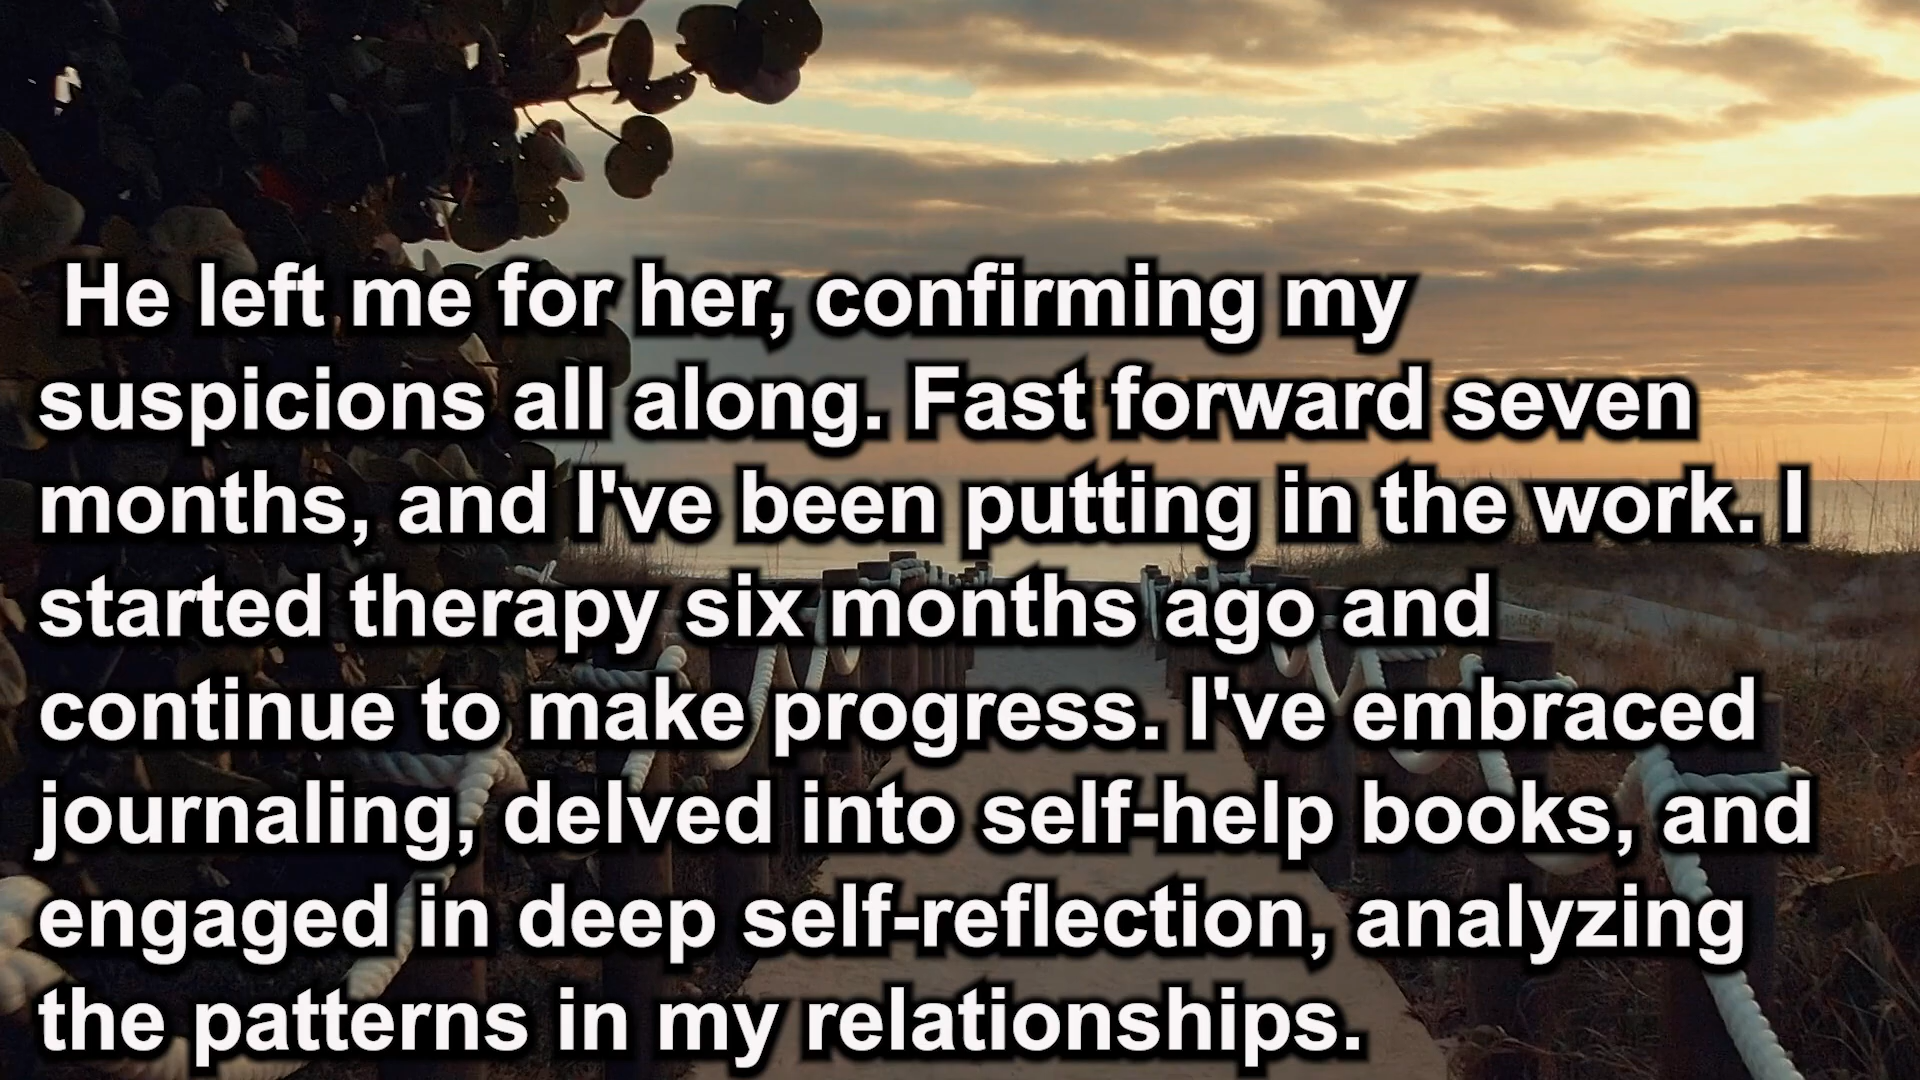 He left me for her, confirming my
suspicions all along. Fast forward seven
months, and I've been putting in the work. I
started therapy six months ago and
continue to make progress. I've embraced
journaling, delved into self-help books, and
engaged in deep self-reflection, analyzing
the patterns in my relationships.